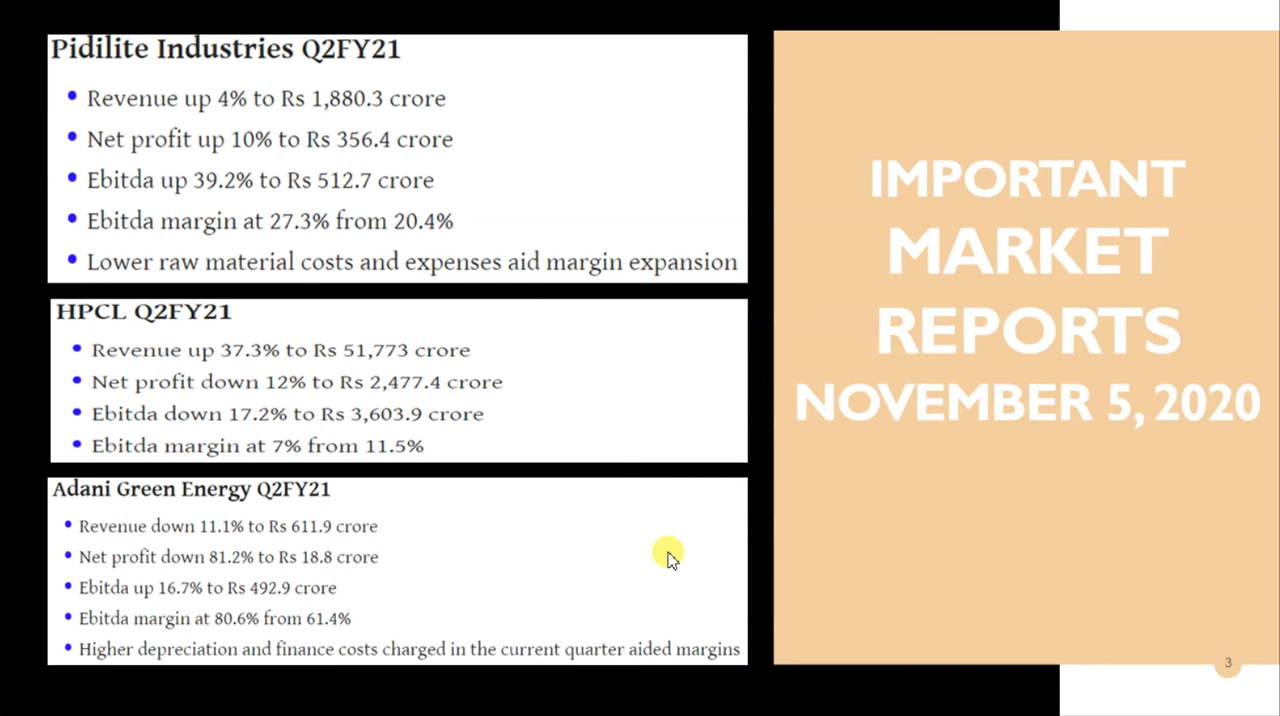 Pidilite Industries Q2FY21
• Revenue up 4% to Rs 1,880.3 crore
• Net profit up 10% to Rs 356.4 crore
• Ebitda up 39.2% to Rs 512.7 crore
• Ebitda margin at 27.3% from 20.4%
• Lower raw material costs and expenses aid margin expansion
HPCL Q2FY21
• Revenue up 37.3% to Rs 51,773 crore
• Net profit down 12% to Rs 2,477.4 crore
• Ebitda down 17.2% to Rs 3,603.9 crore
• Ebitda margin at 7% from 11.5%
Adani Green Energy Q2FY21
• Revenue down 11.1% to Rs 611.9 crore
• Net profit down 81.2% to Rs 18.8 crore
• Ebitda up 16.7% to Rs 492.9 crore
• Ebitda margin at 80.6% from 61.4%
• Higher depreciation and finance costs charged in the current quarter aided margins
IMPORTANT
MARKET
REPORTS
NOVEMBER 5, 2020
3